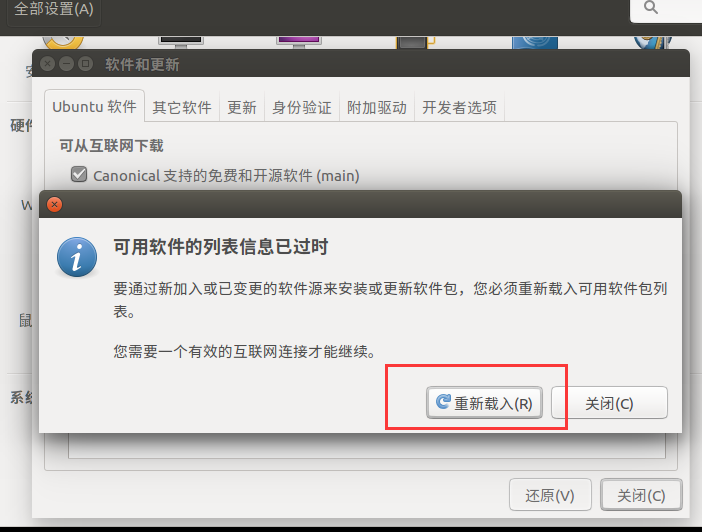 全部设置(A)
软件和更新
Ubuntu 软件
其它软件
更新
身份验证
附加驱动
开发者选项
硬件
可从互联网下载
Canonical 支持的免费和开源软件 (main)
W
可用软件的列表信息已过时
要通过新加入或已变更的软件源来安装或更新软件包，您必须重新载入可用软件包列
表。
鼠
您需要一个有效的互联网连接才能继续。
系统
重新载入(R)
关闭(C)
还原(V)
关闭(C)